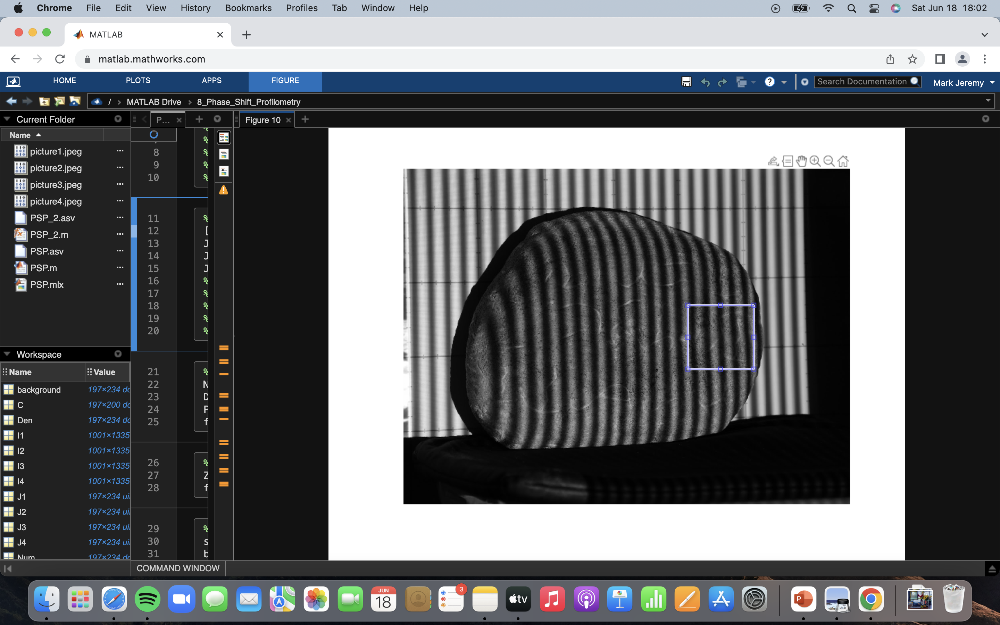 Chrome File Edit View History Bookmarks Profiles Tab Window Help Sat Jun 18 18:02
MATLAB
matlab.mathworks.com
HOME PLOTS APPS FIGURE Search Documentation Mark Jeremy
/ > MATLAB Drive > 8_Phase_Shift_Profilometry
Current Folder P... Figure 10
Name
picture1.jpeg
picture2.jpeg
picture3.jpeg
picture4.jpeg
PSP_2.asv
PSP_2.m
PSP.asv
PSP.m
PSP.mlx
%
8 %
9 %
10 %
11 %
12 [
13 J
14 J
15 J
16 %
17 %
18 %
19 %
20 %
21 %
22 N
23 D
24 P
25 f
26 %
27 Z
28 f
29 %
30 s
31 b
Workspace
Name Value
background 197×234 do
C 197×200 do
Den 197×234 do
I1 1001×1335
I2 1001×1335
I3 1001×1335
I4 1001×1335
J1 197×234 ui
J2 197×234 ui
J3 197×234 ui
J4 197×234 ui
Num 197×234 do
COMMAND WINDOW
JUN
18
3
tv
P